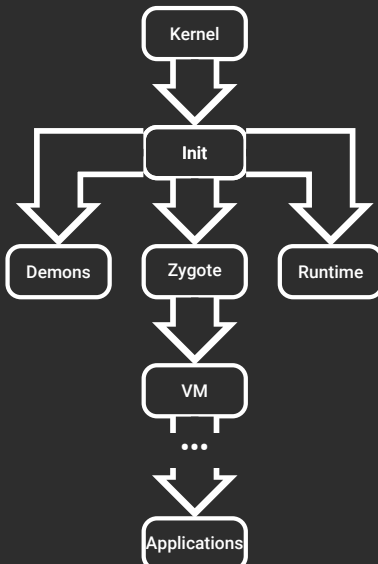 Kernel
Init
Demons
Zygote
Runtime
VM
...
Applications